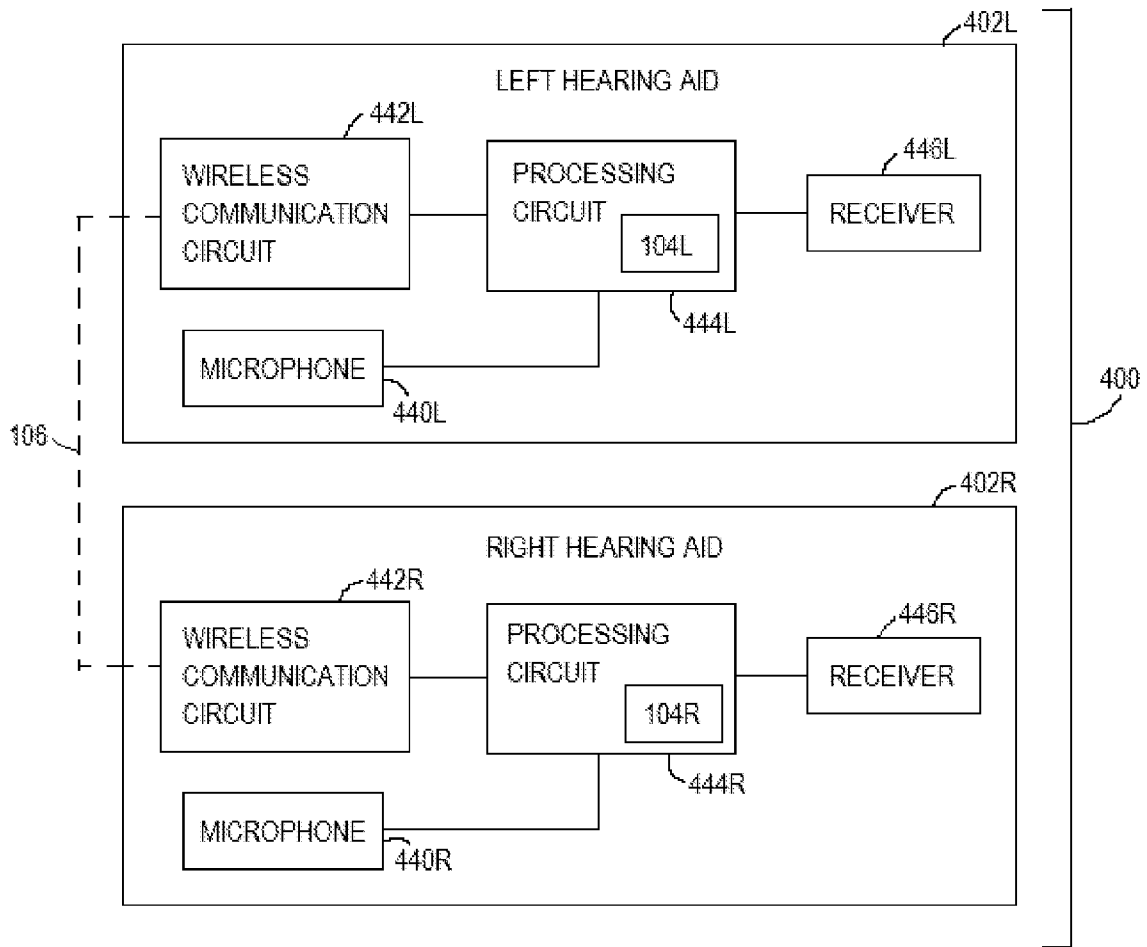 402L
LEFT HEARING AID
442L
WIRELESS
COMMUNICATION
CIRCUIT
PROCESSING
CIRCUIT
104L
444L
446L
RECEIVER
MICROPHONE
440L
106
400
402R
RIGHT HEARING AID
442R
WIRELESS
COMMUNICATION
CIRCUIT
PROCESSING
CIRCUIT
104R
444R
446R
RECEIVER
MICROPHONE
440R